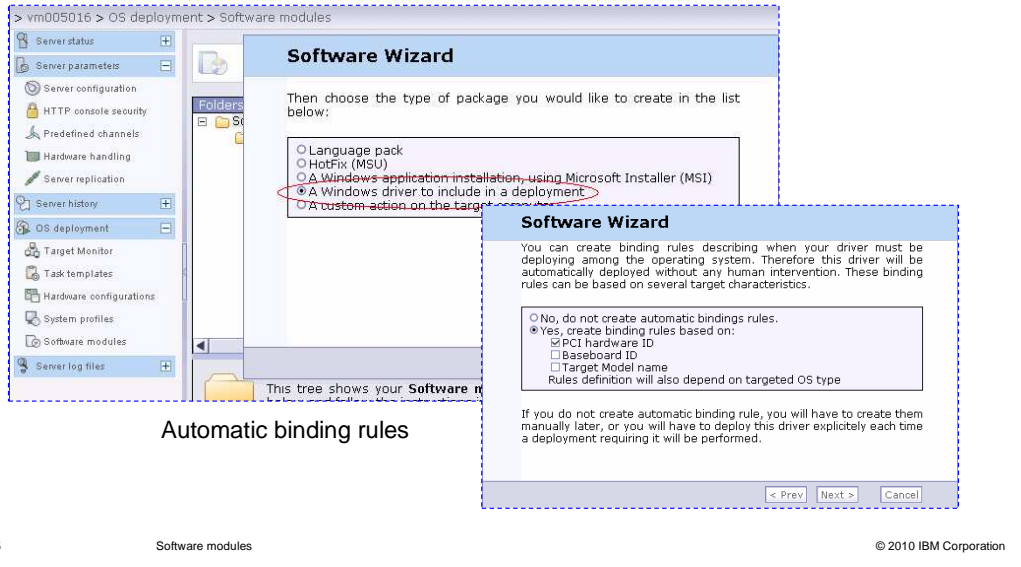 > vm005016 > OS deployment > Software modules
Server status
Server parameters
Server configuration
HTTP console security
Predefined channels
Hardware handling
Server replication
Server history
OS deployment
Target Monitor
Task templates
Hardware configurations
System profiles
Software modules
Server log files
Folders
Software Wizard
Then choose the type of package you would like to create in the list
below:
Language pack
HotFix (MSU)
A Windows application installation, using Microsoft Installer (MSI)
A Windows driver to include in a deployment
A custom action on the target computer
This tree shows your Software m
Software Wizard
You can create binding rules describing when your driver must be
deploying among the operating system. Therefore this driver will be
automatically deployed without any human intervention. These binding
rules can be based on several target characteristics.
No, do not create automatic bindings rules.
Yes, create binding rules based on:
PCI hardware ID
Baseboard ID
Target Model name
Rules definition will also depend on targeted OS type
If you do not create automatic binding rule, you will have to create them
manually later, or you will have to deploy this driver explicitely each time
a deployment requiring it will be performed.
< Prev Next > Cancel
Automatic binding rules
Software modules
© 2010 IBM Corporation